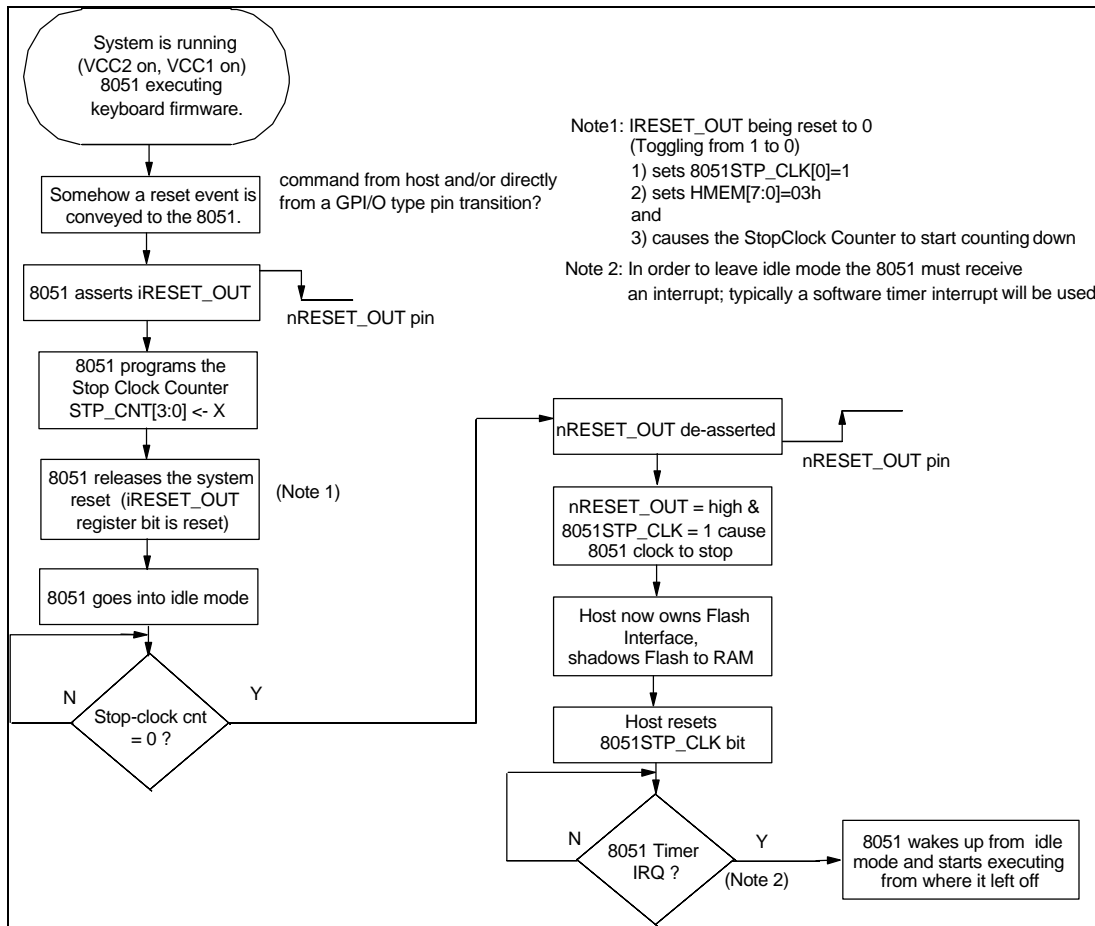 System is running
(VCC2 on, VCC1 on)
8051 executing
keyboard firmware.
Somehow a reset event is
conveyed to the 8051.
command from host and/or directly
from a GPI/O type pin transition?
8051 asserts iRESET_OUT
nRESET_OUT pin
8051 programs the
Stop Clock Counter
STP_CNT[3:0] <- X
8051 releases the system
reset (iRESET_OUT
register bit is reset)
(Note 1)
8051 goes into idle mode
N
Y
Stop-clock cnt
= 0 ?
Note1: IRESET_OUT being reset to 0
(Toggling from 1 to 0)
1) sets 8051STP_CLK[0]=1
2) sets HMEM[7:0]=03h
and
3) causes the StopClock Counter to start counting down
Note 2: In order to leave idle mode the 8051 must receive
an interrupt; typically a software timer interrupt will be used
nRESET_OUT de-asserted
nRESET_OUT pin
nRESET_OUT = high &
8051STP_CLK = 1 cause
8051 clock to stop
Host now owns Flash
Interface,
shadows Flash to RAM
Host resets
8051STP_CLK bit
N
Y
8051 Timer
IRQ ?
(Note 2)
8051 wakes up from idle
mode and starts executing
from where it left off